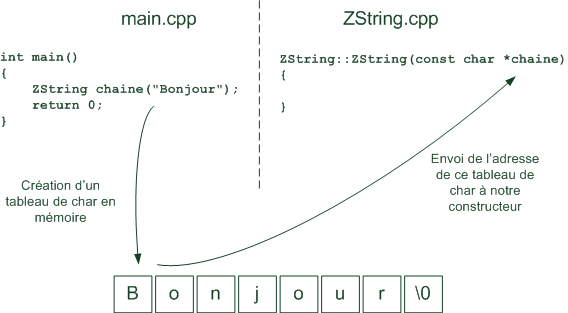 main.cpp
ZString.cpp
int main()
{
ZString chaine("Bonjour");
return 0;
}
ZString::ZString(const char *chaine)
{
}
Création d'un
tableau de char en
mémoire
Envoi de l'adresse
de ce tableau de
char à notre
constructeur
B o n j o u r \0